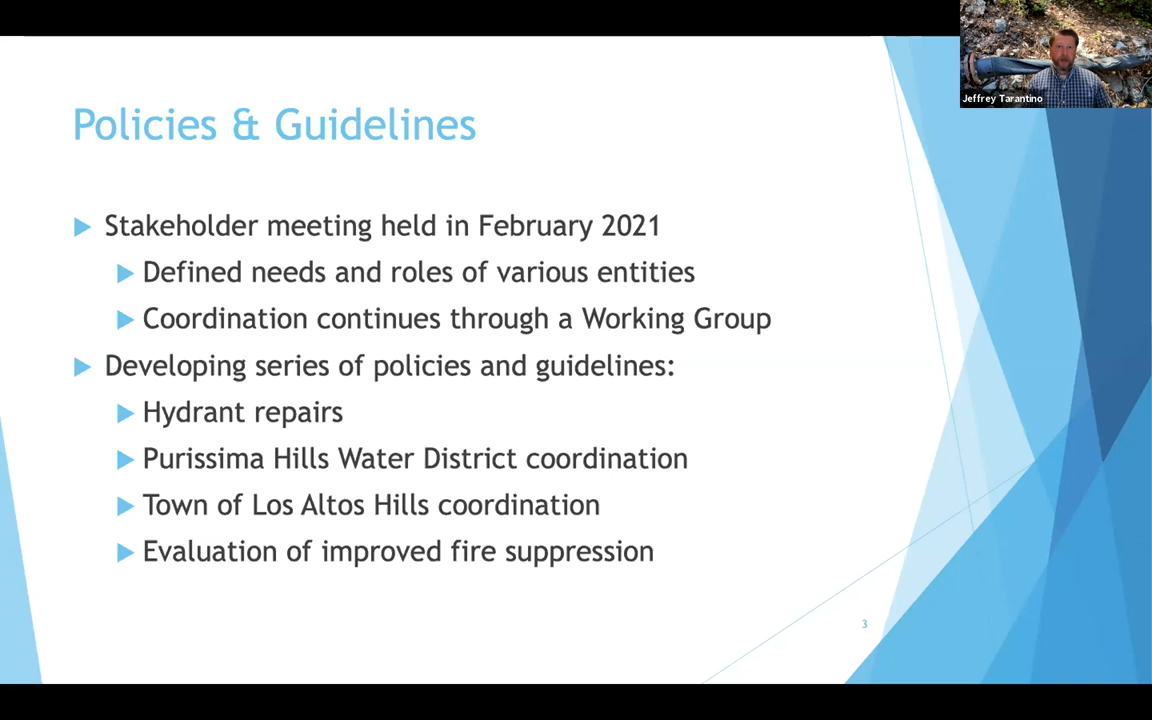 Jeffrey Tarantino
Policies & Guidelines
Stakeholder meeting held in February 2021
Defined needs and roles of various entities
Coordination continues through a Working Group
Developing series of policies and guidelines:
Hydrant repairs
Purissima Hills Water District coordination
Town of Los Altos Hills coordination
Evaluation of improved fire suppression
3